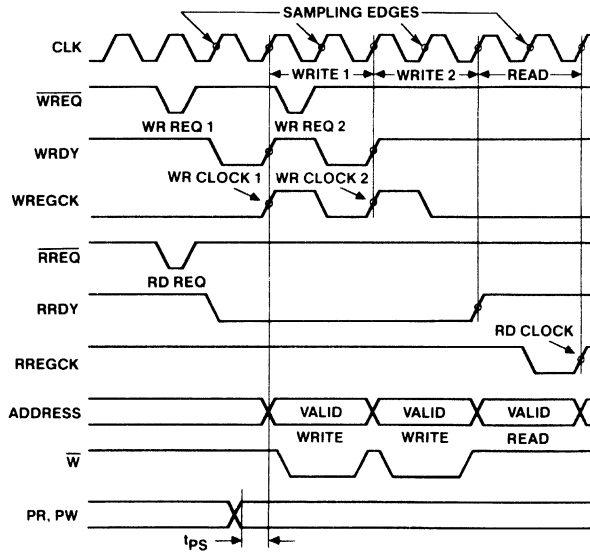 SAMPLING EDGES
CLK
WRITE 1 WRITE 2 READ
WREQ
WR REQ 1 WR REQ 2
WRDY
WR CLOCK 1 WR CLOCK 2
WREGCK
RREQ
RD REQ
RRDY
RD CLOCK
RREGCK
ADDRESS VALID VALID VALID
WRITE WRITE READ
W
PR, PW
tPS